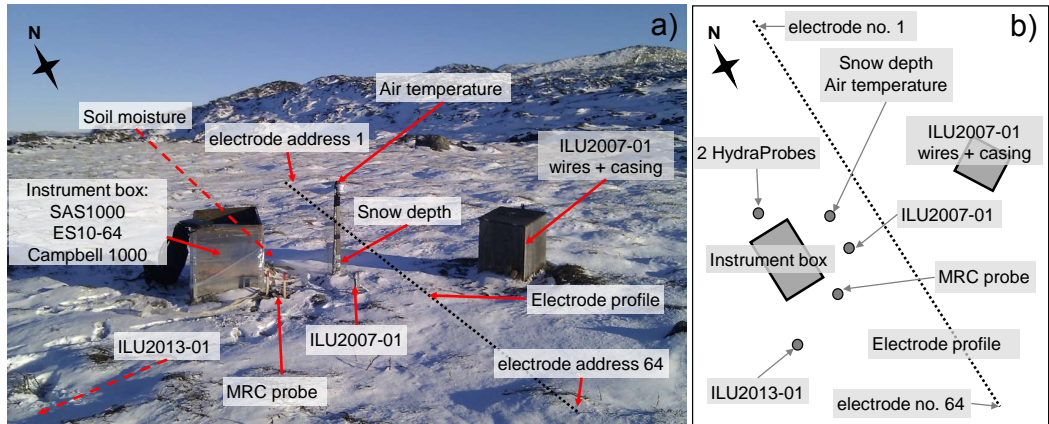 a)
N
Air temperature
Soil moisture
electrode address 1
ILU2007-01
wires + casing
Instrument box:
SAS1000
ES10-64
Campbell 1000
Snow depth
Electrode profile
ILU2013-01
ILU2007-01
MRC probe
electrode address 64
b)
electrode no. 1
N
Snow depth
Air temperature
ILU2007-01
wires + casing
2 HydraProbes
ILU2007-01
Instrument box
MRC probe
Electrode profile
ILU2013-01
electrode no. 64